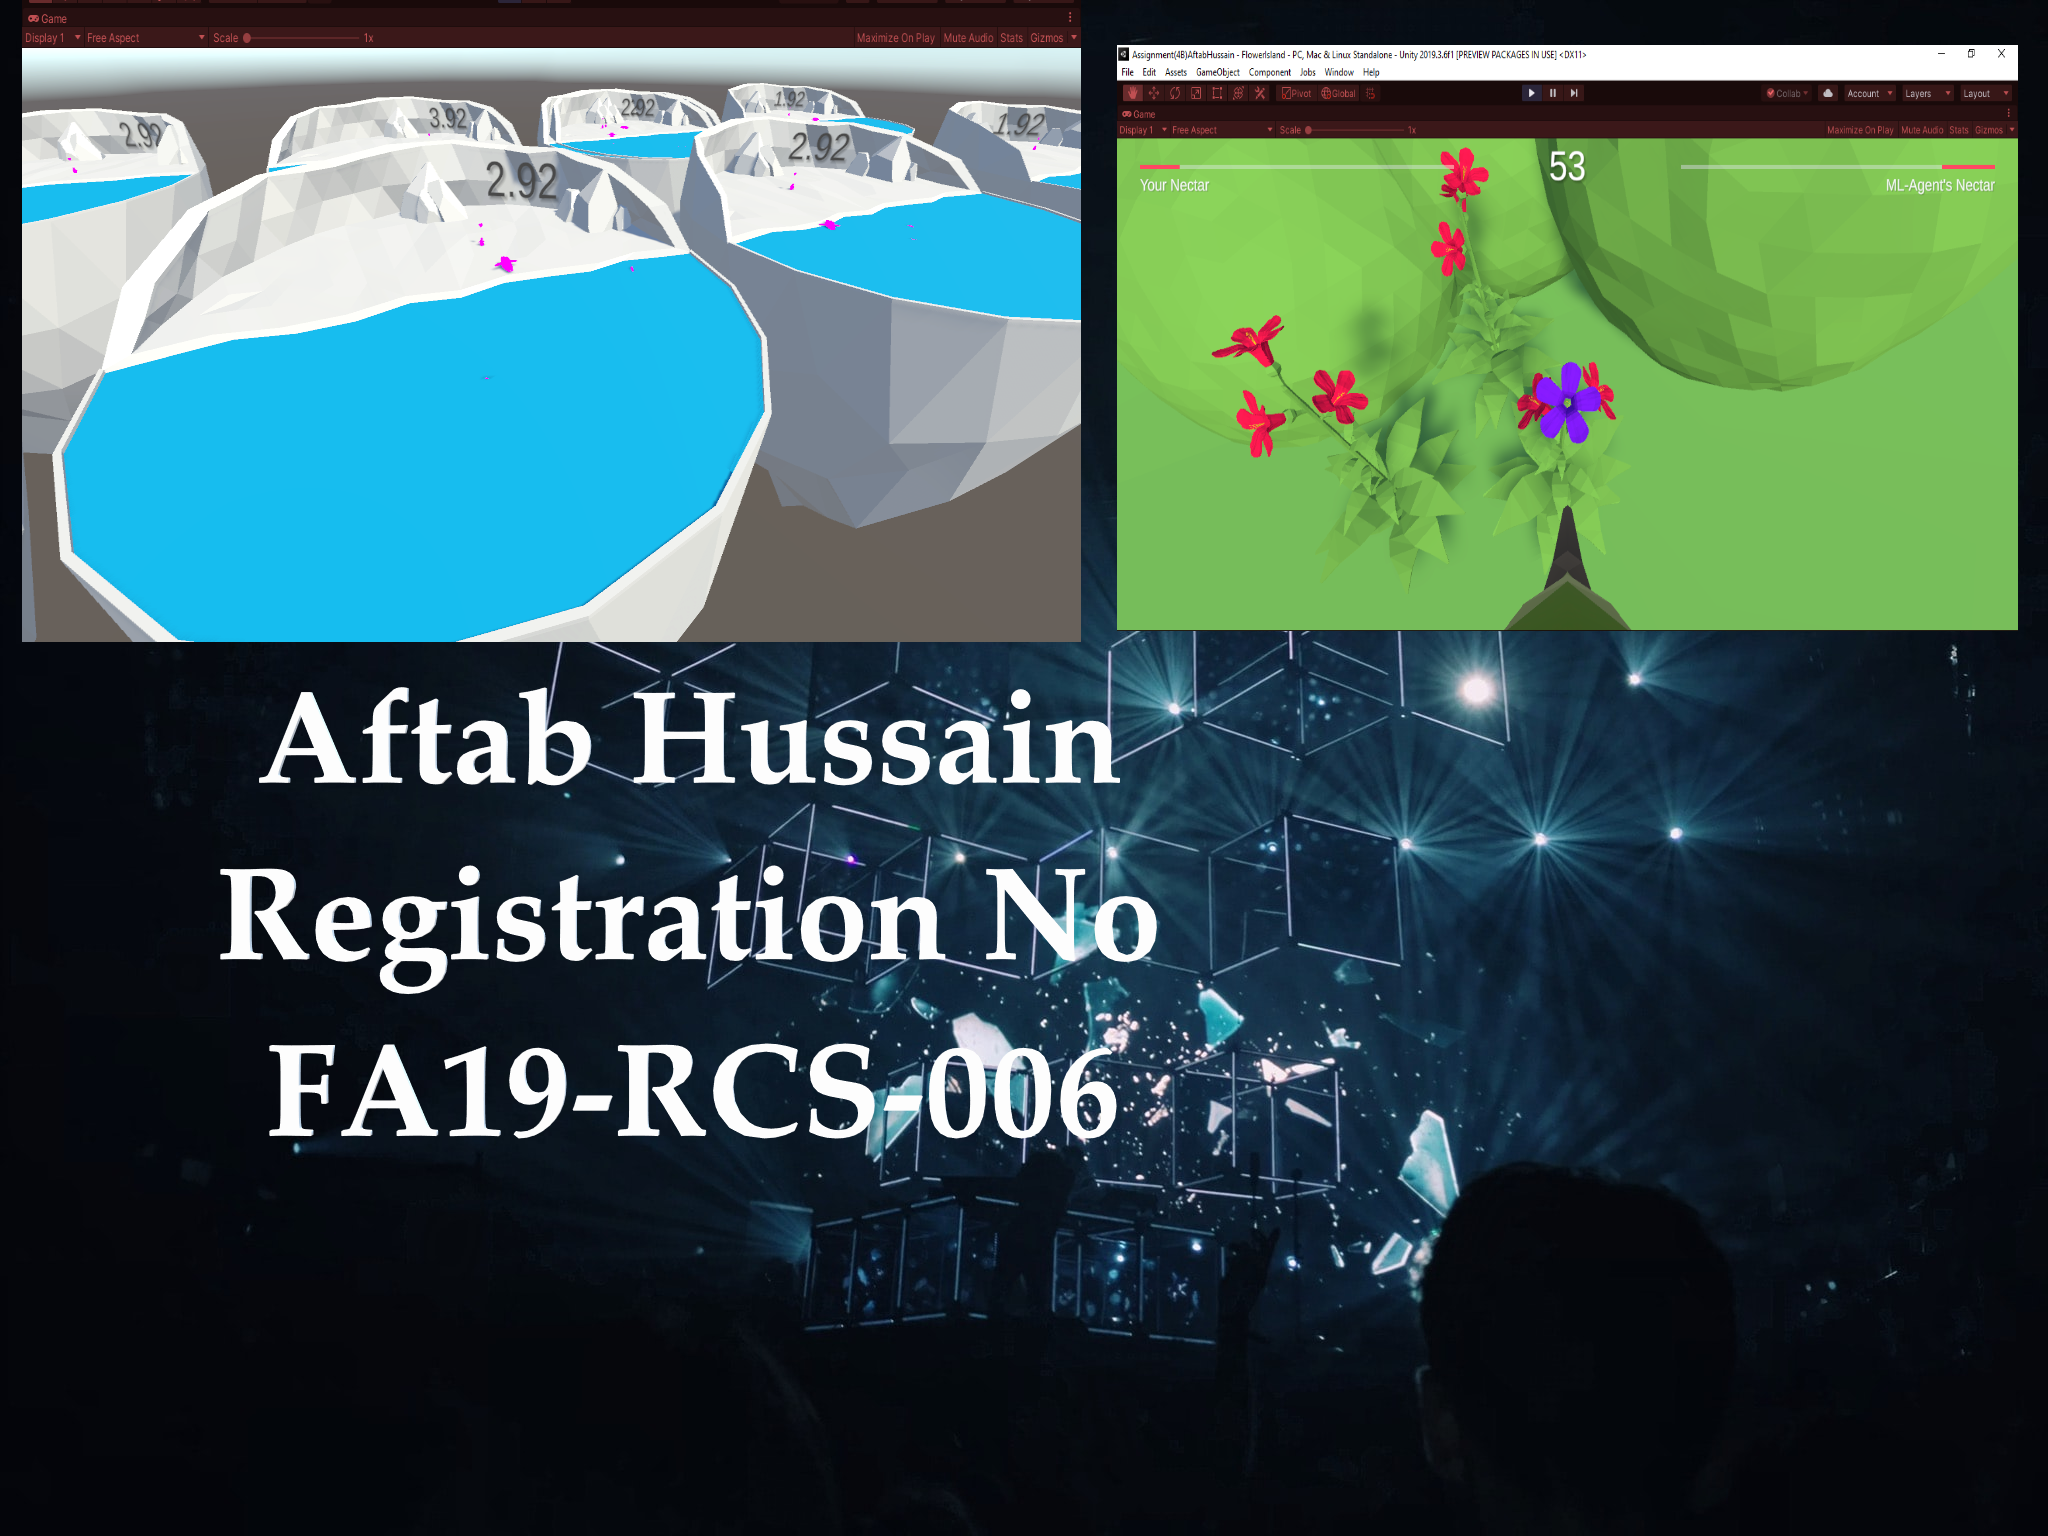 Game
Display 1 Free Aspect Scale 1x Maximize On Play Mute Audio Stats Gizmos
2.92 3.92 2.92 1.92 1.92
2.92 2.92
Assignment(4B)AftabHussain - FlowerIsland - PC, Mac & Linux Standalone - Unity 2019.3.6f1 [PREVIEW PACKAGES IN USE] <DX11>
File Edit Assets GameObject Component Jobs Window Help
Pivot Global Collab Account Layers Layout
Game
Display 1 Free Aspect Scale 1x Maximize On Play Mute Audio Stats Gizmos
53
Your Nectar ML-Agent's Nectar
Aftab Hussain
Registration No
FA19-RCS-006